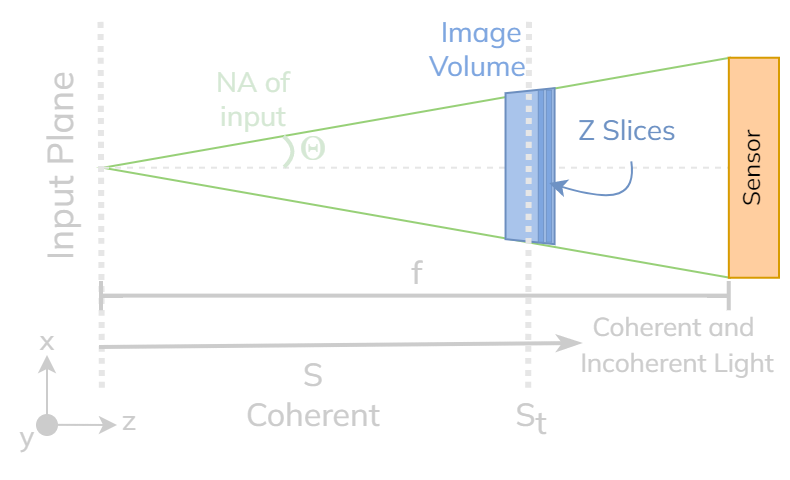 Image
Volume
NA of
input
Θ
Z Slices
Input Plane
Sensor
f
Coherent and
Incoherent Light
S
Coherent
St
x
y
z